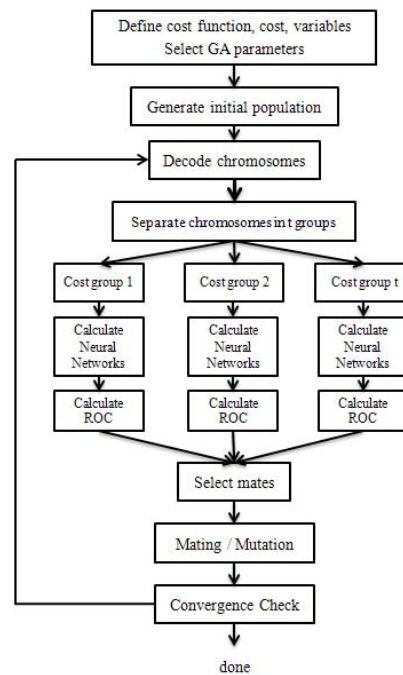 Define cost function, cost, variables
Select GA parameters
Generate initial population
Decode chromosomes
Separate chromosomes in t groups
Cost group 1
Cost group 2
Cost group t
Calculate
Neural
Networks
Calculate
Neural
Networks
Calculate
Neural
Networks
Calculate
ROC
Calculate
ROC
Calculate
ROC
Select mates
Mating / Mutation
Convergence Check
done